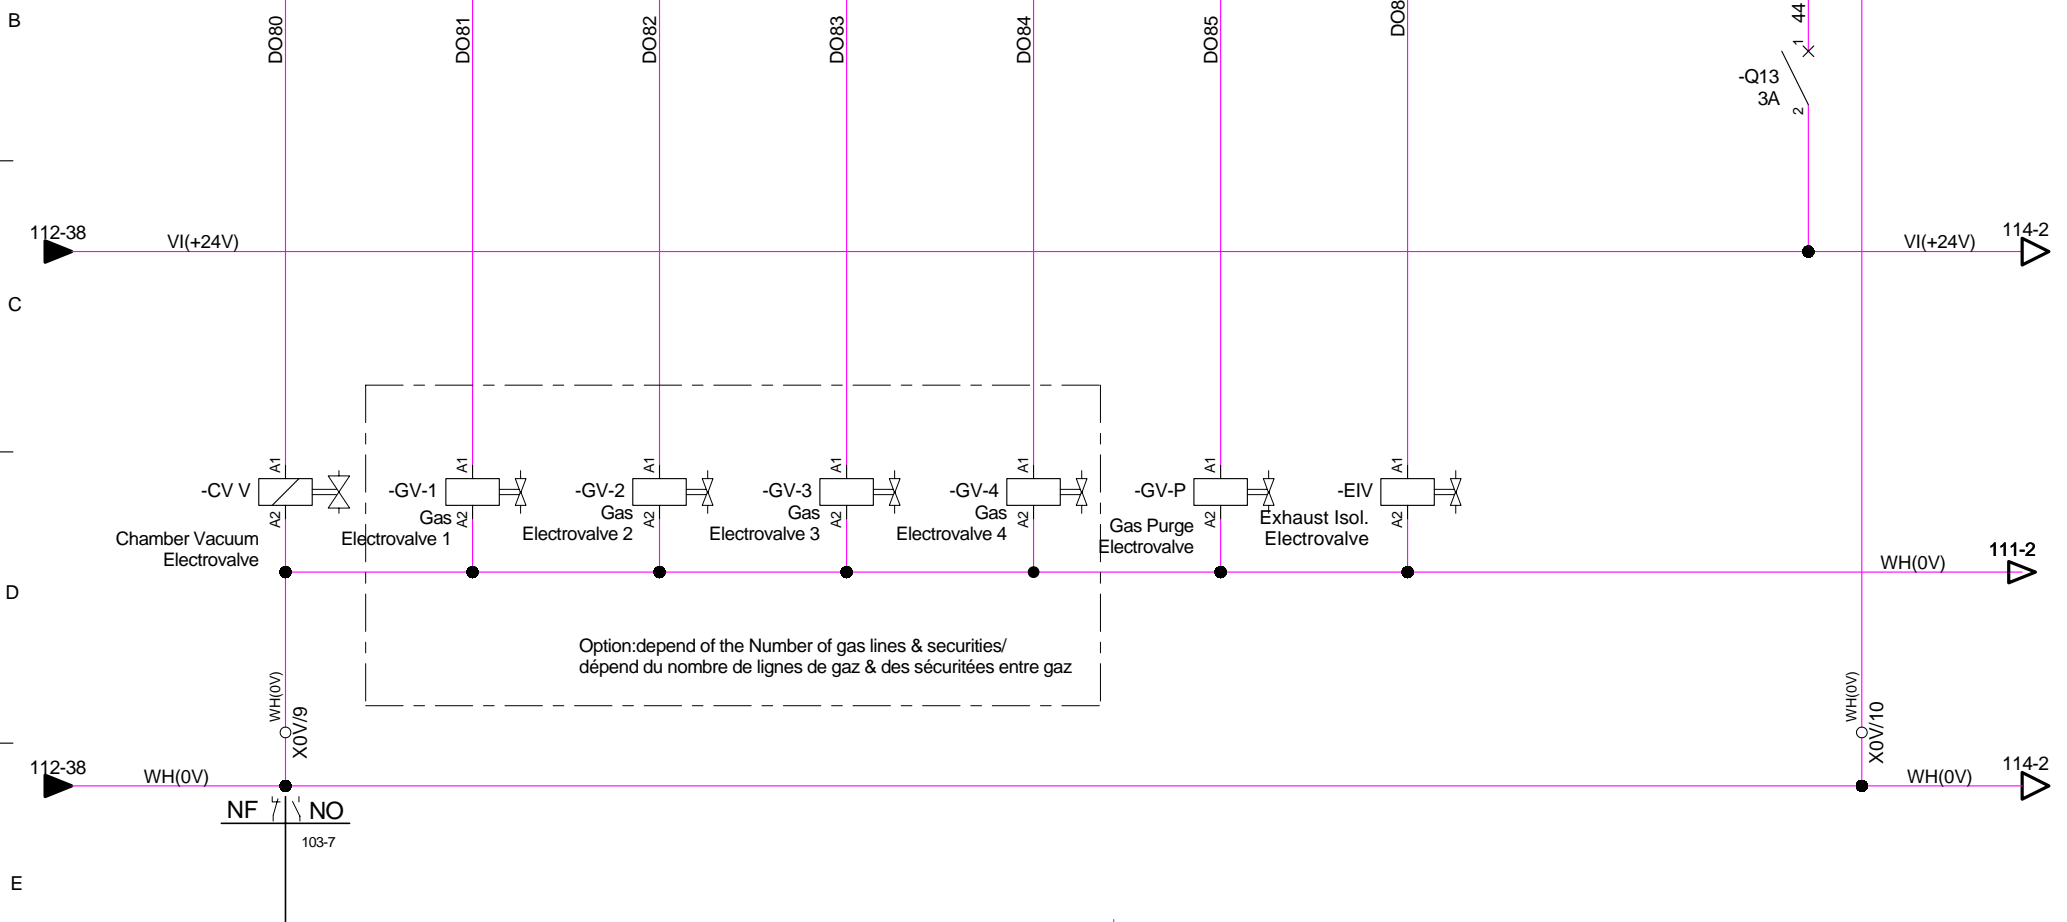 B
DO80
DO81
DO82
DO83
DO84
DO85
DO8
44
1
-Q13
3A
2
112-38
VI(+24V)
VI(+24V)
114-2
C
A1
-CV V
A2
Chamber Vacuum
Electrovalve
A1
-GV-1
A2
Gas
Electrovalve 1
A1
-GV-2
A2
Gas
Electrovalve 2
A1
-GV-3
A2
Gas
Electrovalve 3
A1
-GV-4
A2
Gas
Electrovalve 4
A1
-GV-P
A2
Gas Purge
Electrovalve
A1
-EIV
A2
Exhaust Isol.
Electrovalve
WH(0V)
111-2
D
Option:depend of the Number of gas lines & securities/
dépend du nombre de lignes de gaz & des sécuritées entre gaz
WH(0V)
X0V/9
WH(0V)
X0V/10
112-38
WH(0V)
WH(0V)
114-2
NF
NO
103-7
E